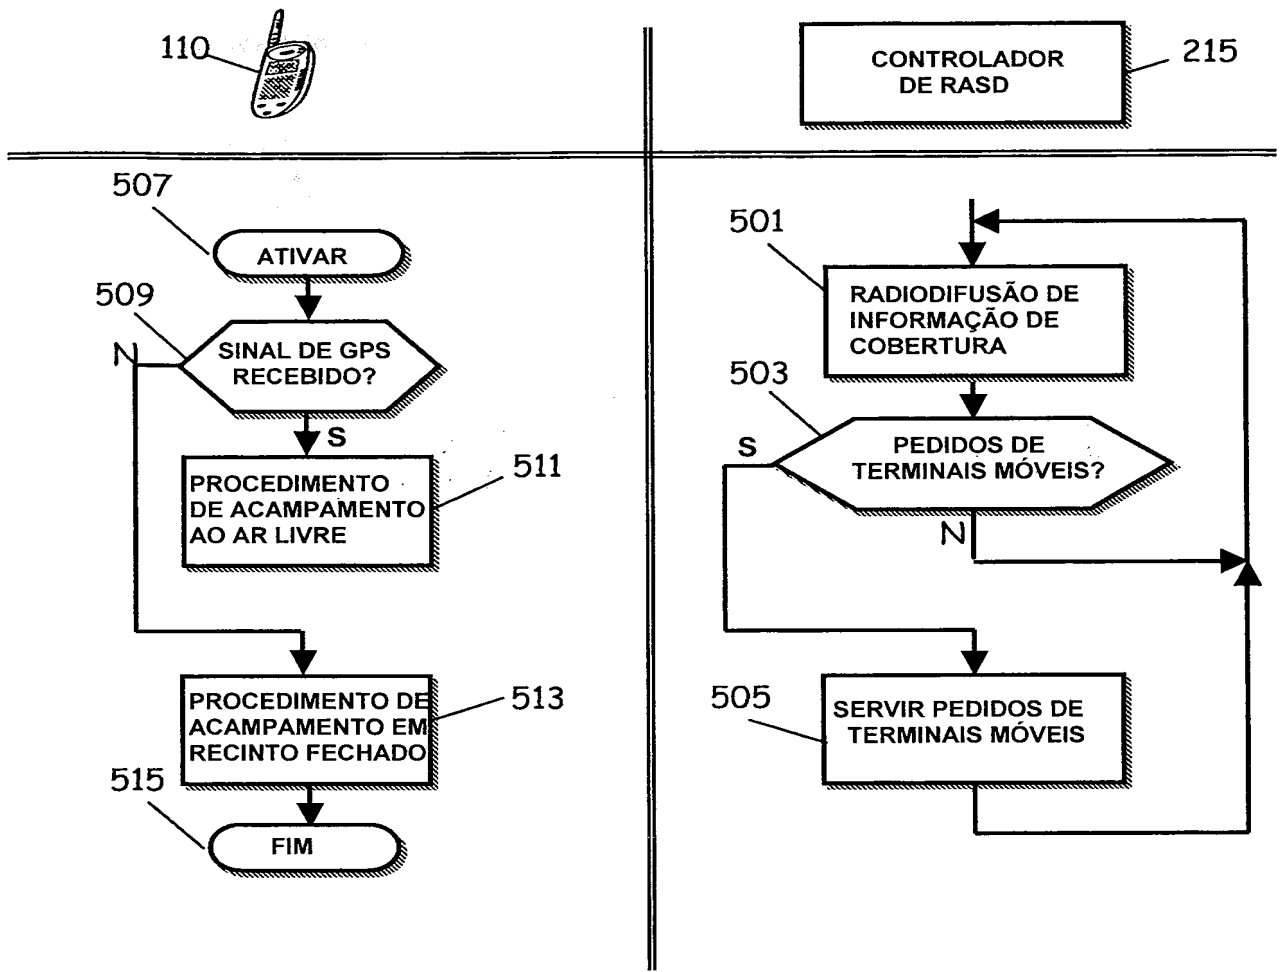 110
CONTROLADOR
DE RASD
215
507
ATIVAR
509
N
SINAL DE GPS
RECEBIDO?
S
PROCEDIMENTO
DE ACAMPAMENTO
AO AR LIVRE
511
PROCEDIMENTO DE
ACAMPAMENTO EM
RECINTO FECHADO
513
515
FIM
501
RADIODIFUSÃO DE
INFORMAÇÃO DE
COBERTURA
503
S
PEDIDOS DE
TERMINAIS MÓVEIS?
N
505
SERVIR PEDIDOS DE
TERMINAIS MÓVEIS